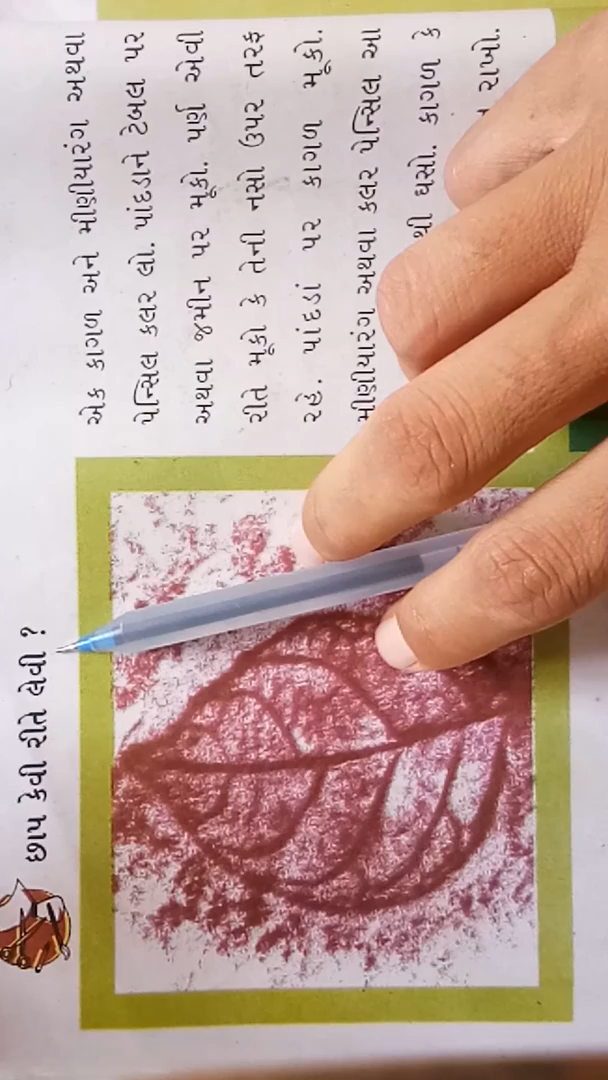 છાપ કેવી રીતે લેવી ?
એક કાગળ અને મીણીયારંગ અથવા
પેન્સિલ કલર લો. પાંદડાને ટેબલ પર
અથવા જમીન પર મૂકો. પર્ણ એવી
રીતે મૂકો કે તેની નસો ઉપર તરફ
રહે. પાંદડાં પર કાગળ મૂકો.
મીણીયારંગ અથવા કલર પેન્સિલ આ
ઘસો. કાગળ કે
રાખો.